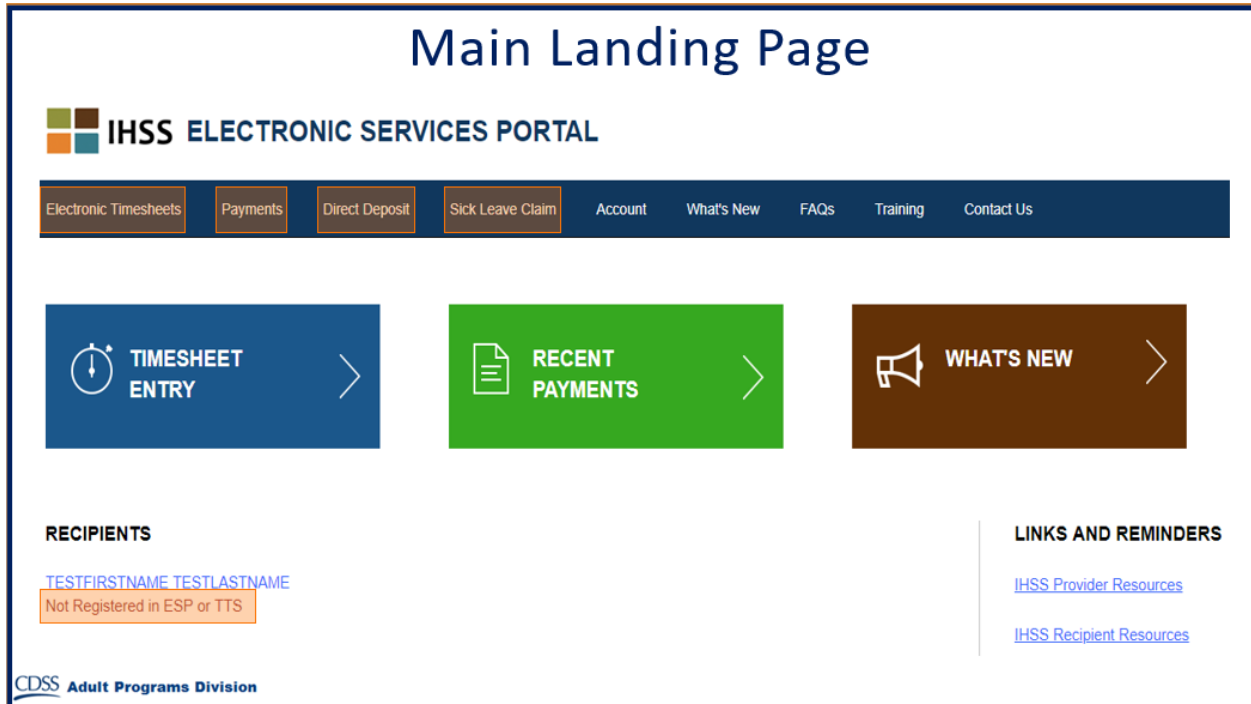 Main Landing Page
IHSS ELECTRONIC SERVICES PORTAL
Electronic Timesheets Payments Direct Deposit Sick Leave Claim Account What's New FAQs Training Contact Us
TIMESHEET
ENTRY
RECENT
PAYMENTS
WHAT'S NEW
RECIPIENTS
TESTFIRSTNAME TESTLASTNAME
Not Registered in ESP or TTS
LINKS AND REMINDERS
IHSS Provider Resources
IHSS Recipient Resources
CDSS Adult Programs Division